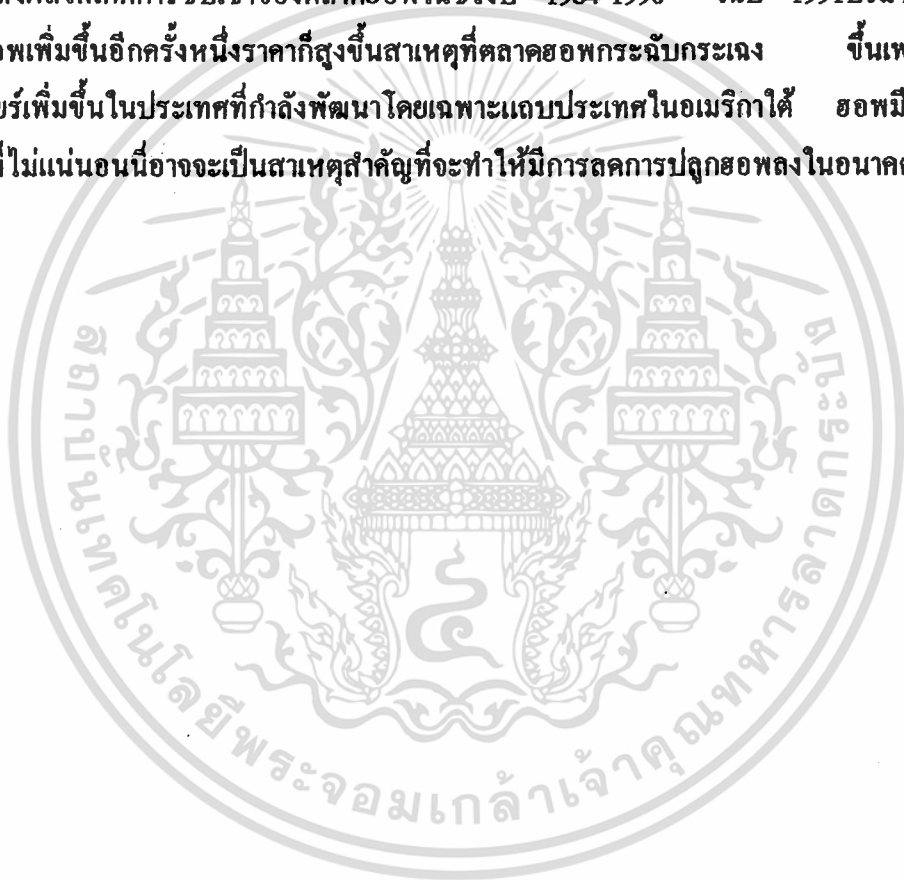 อพเพิ่มขึ้นอีกครั้งหนึ่งราคาก็สูงขึ้นสาเหตุที่ตลาดฮอพกระฉับกระเฉง ขึ้นเพ
ยร์เพิ่มขึ้นในประเทศที่กำลังพัฒนาโดยเฉพาะแถบประเทศในอเมริกาใต้ ฮอพมี
ี่ไม่แน่นอนนี่อาจจะเป็นสาเหตุสำคัญที่จะทำให้มีการลดการปลูกฮอพลงในอนาคต
สถาบันเทคโนโลยีพระจอมเกล้าเจ้าคุณทหารลาดกระบัง